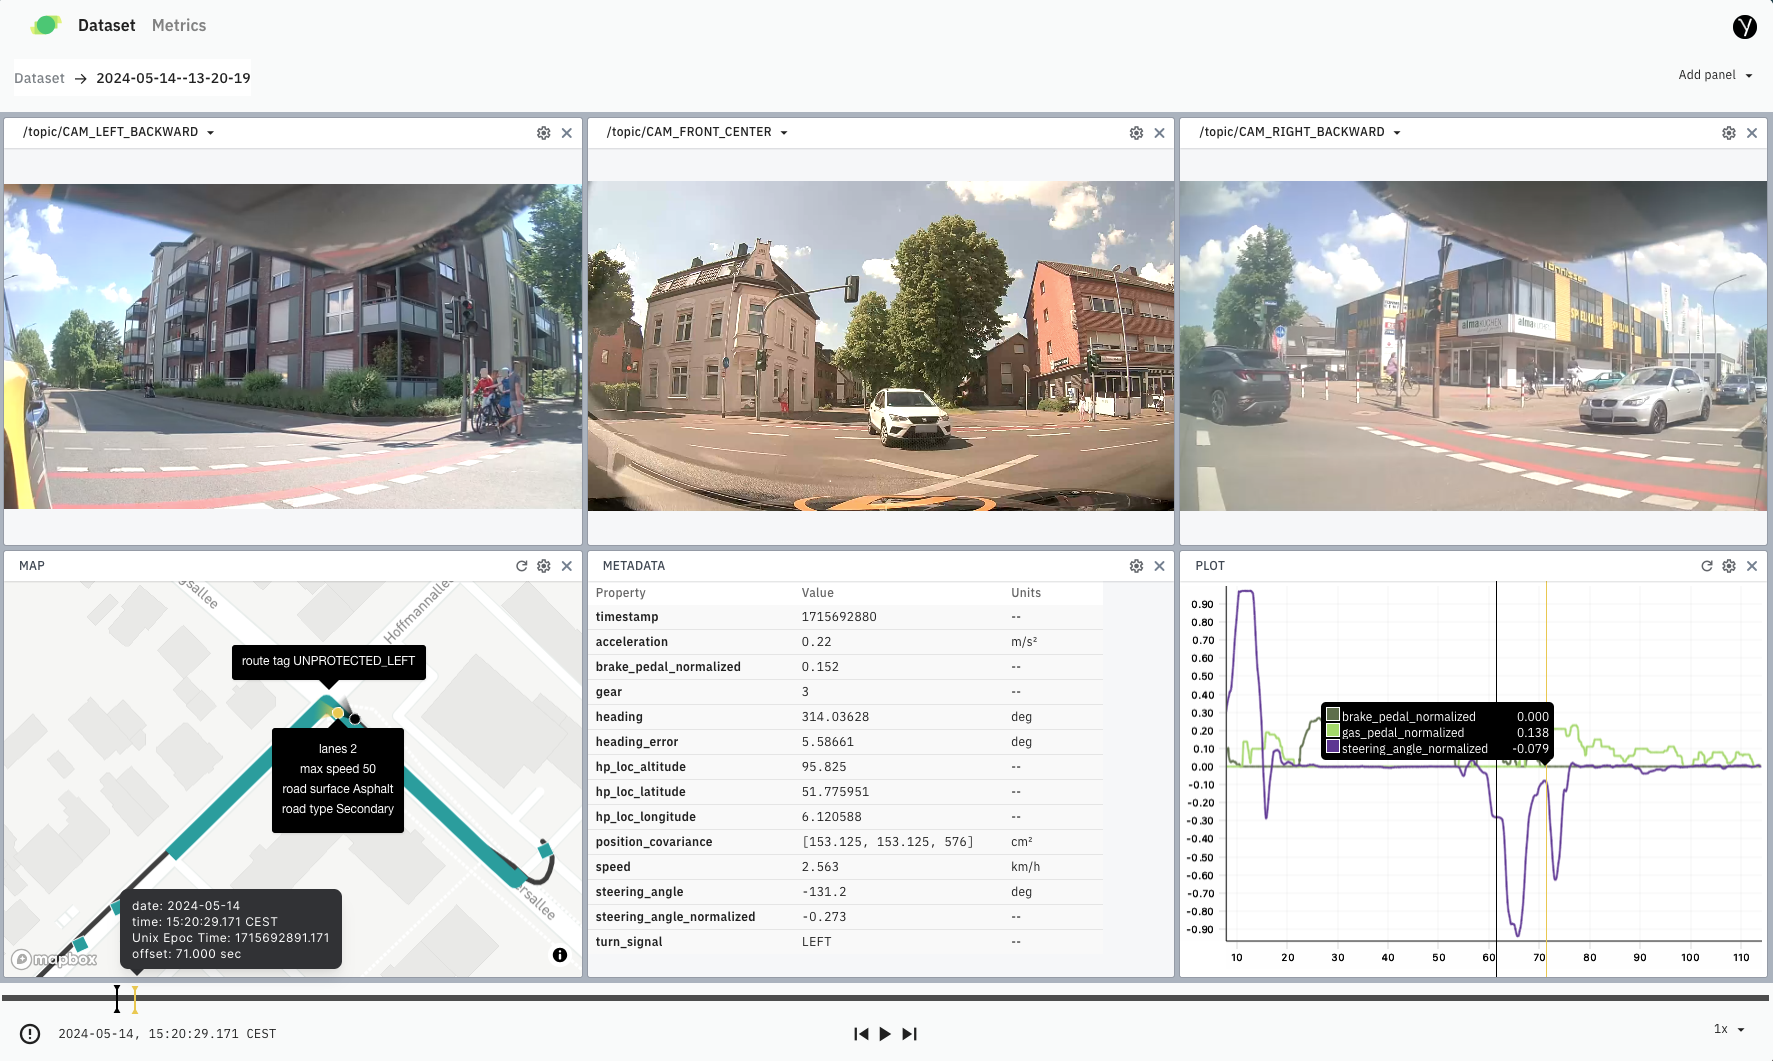 Dataset Metrics
Dataset → 2024-05-14--13-20-19
Add panel
/topic/CAM_LEFT_BACKWARD
/topic/CAM_FRONT_CENTER
/topic/CAM_RIGHT_BACKWARD
alma KÜCHEN
alma
SPIELHALLE
MAP
gsallee
Hoffmannallee
route tag UNPROTECTED_LEFT
lanes 2
max speed 50
road surface Asphalt
road type Secondary
ersallee
date: 2024-05-14
time: 15:20:29.171 CEST
Unix Epoc Time: 1715692891.171
offset: 71.000 sec
mapbox
METADATA
Property Value Units
timestamp 1715692880 --
acceleration 0.22 m/s²
brake_pedal_normalized 0.152 --
gear 3 --
heading 314.03628 deg
heading_error 5.58661 deg
hp_loc_altitude 95.825 --
hp_loc_latitude 51.775951 --
hp_loc_longitude 6.120588 --
position_covariance [153.125, 153.125, 576] cm²
speed 2.563 km/h
steering_angle -131.2 deg
steering_angle_normalized -0.273 --
turn_signal LEFT --
PLOT
0.90
0.80
0.70
0.60
0.50
0.40
0.30
0.20
0.10
0.00
-0.10
-0.20
-0.30
-0.40
-0.50
-0.60
-0.70
-0.80
-0.90
brake_pedal_normalized 0.000
gas_pedal_normalized 0.138
steering_angle_normalized -0.079
10 20 30 40 50 60 70 80 90 100 110
2024-05-14, 15:20:29.171 CEST
1x